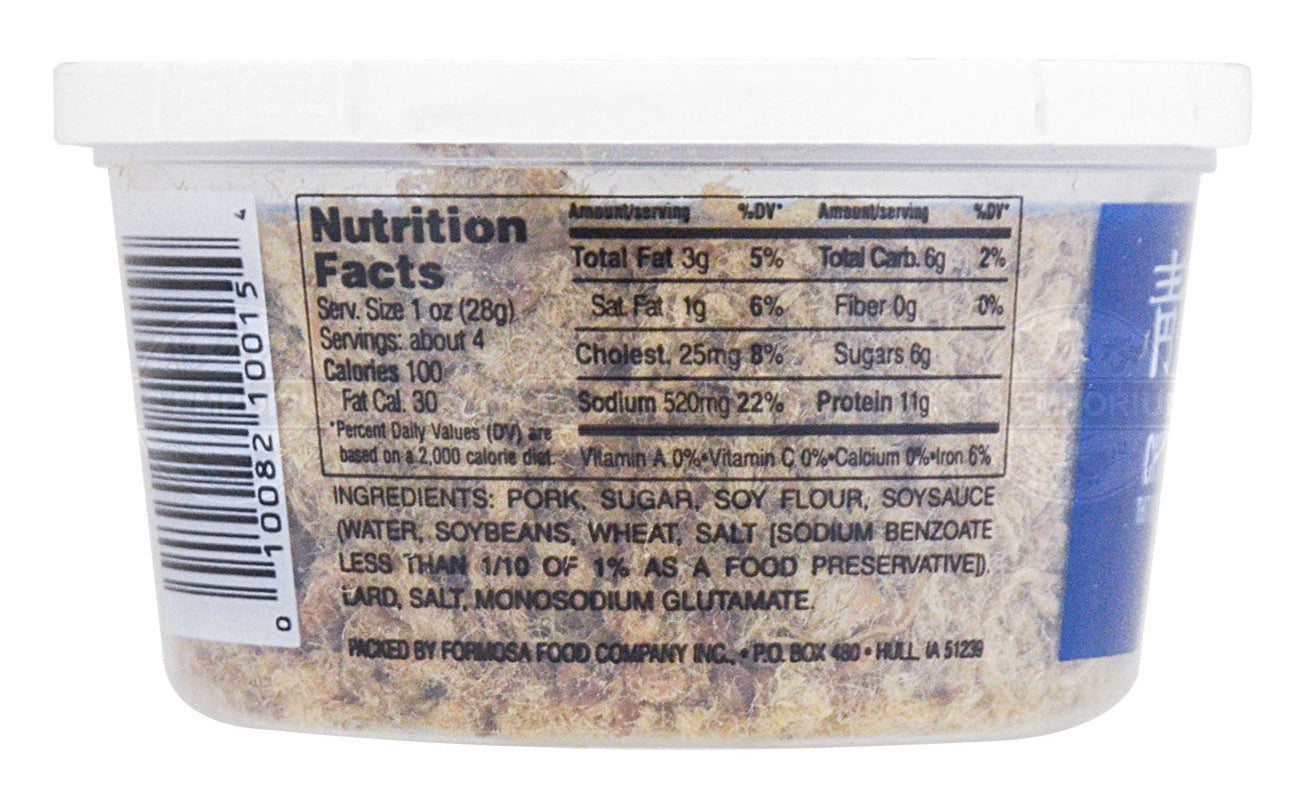 Nutrition
Facts
Serv. Size 1 oz (28g)
Servings: about 4
Calories 100
Fat Cal. 30
*Percent Daily Values (DV) are
based on a 2,000 calorie diet.
Amount/serving %DV* Amount/serving %DV*
Total Fat 3g 5% Total Carb. 6g 2%
Sat. Fat 1g 6% Fiber 0g 0%
Cholest. 25mg 8% Sugars 6g
Sodium 520mg 22% Protein 11g
Vitamin A 0%•Vitamin C 0%•Calcium 0%•Iron 6%
INGREDIENTS: PORK, SUGAR, SOY FLOUR, SOYSAUCE
(WATER, SOYBEANS, WHEAT, SALT [SODIUM BENZOATE
LESS THAN 1/10 OF 1% AS A FOOD PRESERVATIVE]).
LARD, SALT, MONOSODIUM GLUTAMATE.
PACKED BY FORMOSA FOOD COMPANY INC., • P.O. BOX 480 • HULL IA 51239
0 10082 10015 4